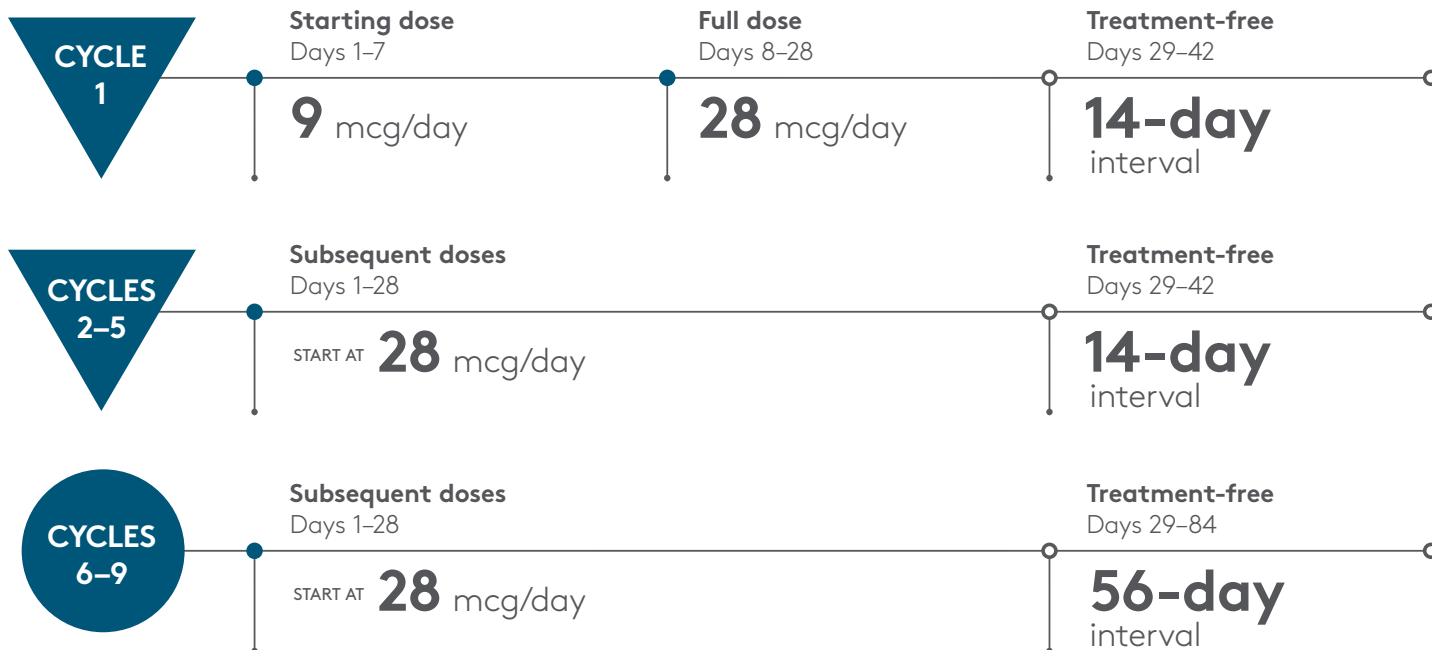 CYCLE
1
Starting dose
Days 1–7
9 mcg/day
Full dose
Days 8–28
28 mcg/day
Treatment-free
Days 29–42
14-day
interval
CYCLES
2–5
Subsequent doses
Days 1–28
START AT 28 mcg/day
Treatment-free
Days 29–42
14-day
interval
CYCLES
6–9
Subsequent doses
Days 1–28
START AT 28 mcg/day
Treatment-free
Days 29–84
56-day
interval